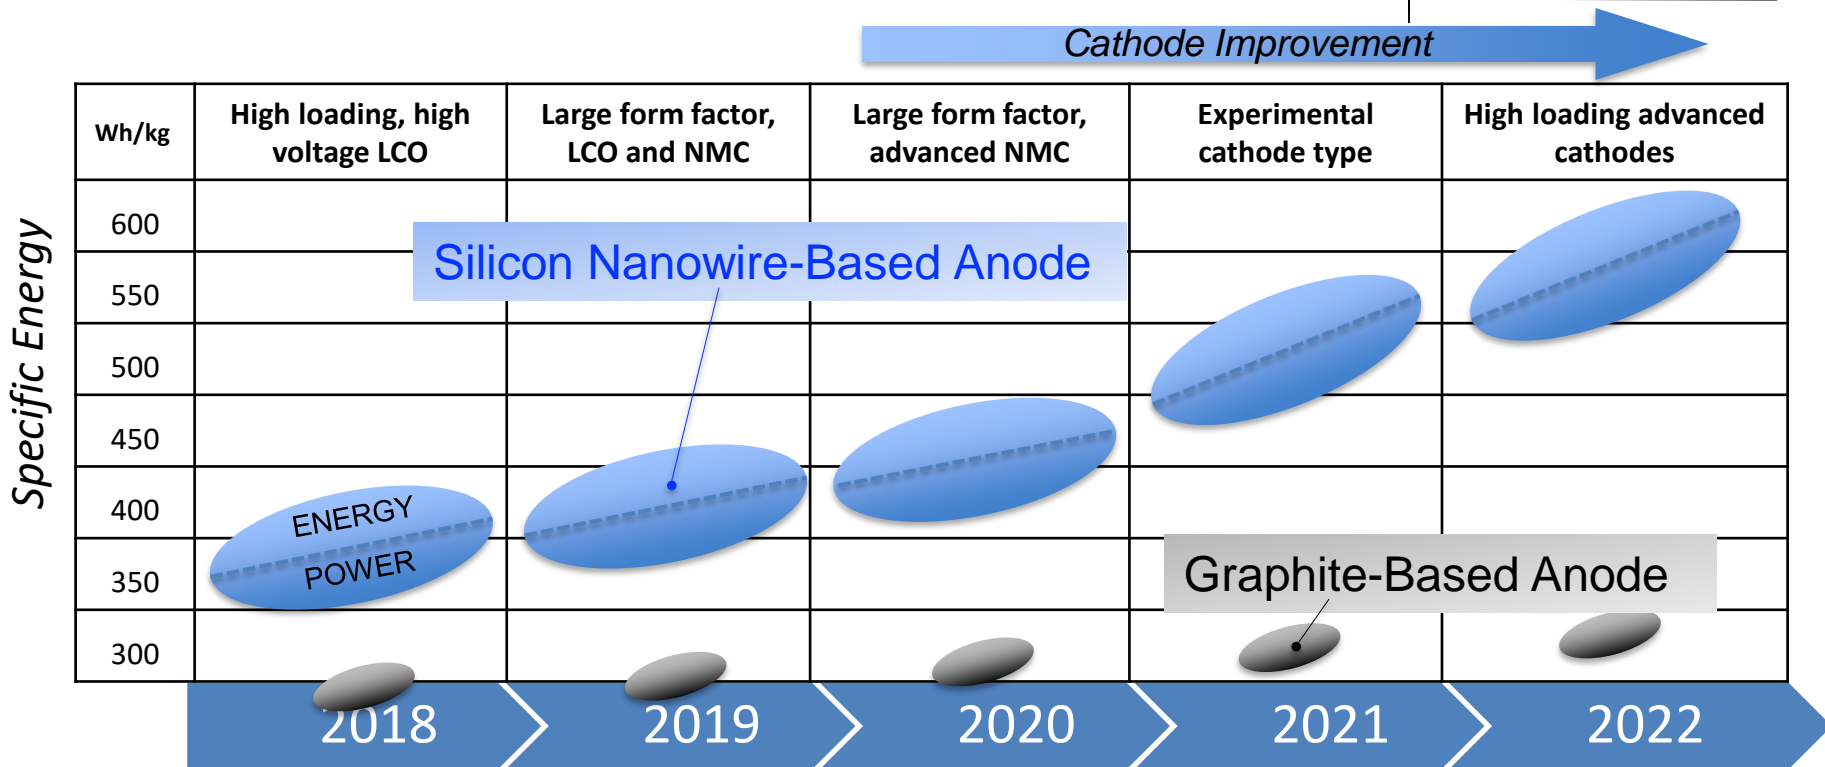 Cathode Improvement
Wh/kg
High loading, high
voltage LCO
Large form factor,
LCO and NMC
Large form factor,
advanced NMC
Experimental
cathode type
High loading advanced
cathodes
Specific Energy
600
550
500
450
400
350
300
Silicon Nanowire-Based Anode
ENERGY
POWER
Graphite-Based Anode
2018
2019
2020
2021
2022